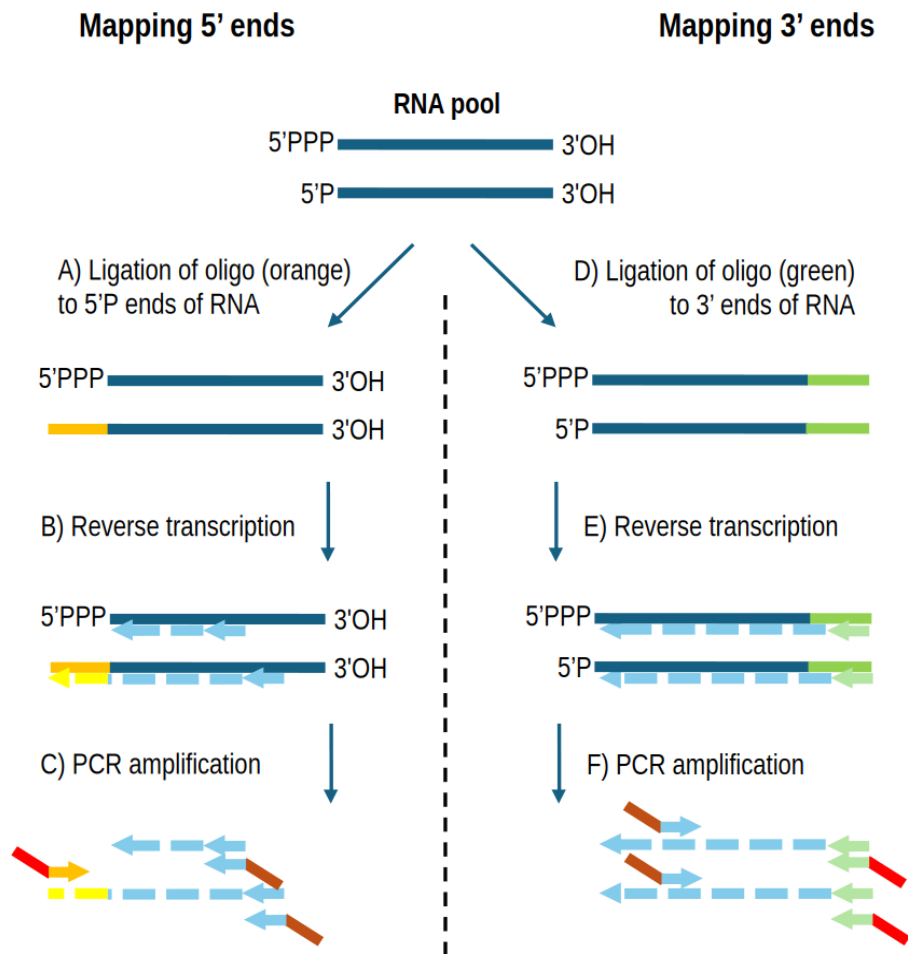 Mapping 5’ ends
Mapping 3’ ends
RNA pool
5’PPP
3'OH
5’P
3'OH
A) Ligation of oligo (orange)
to 5’P ends of RNA
D) Ligation of oligo (green)
to 3’ ends of RNA
5’PPP
3’OH
3’OH
5’PPP
5’P
B) Reverse transcription
E) Reverse transcription
5’PPP
3’OH
3’OH
5’PPP
5’P
C) PCR amplification
F) PCR amplification